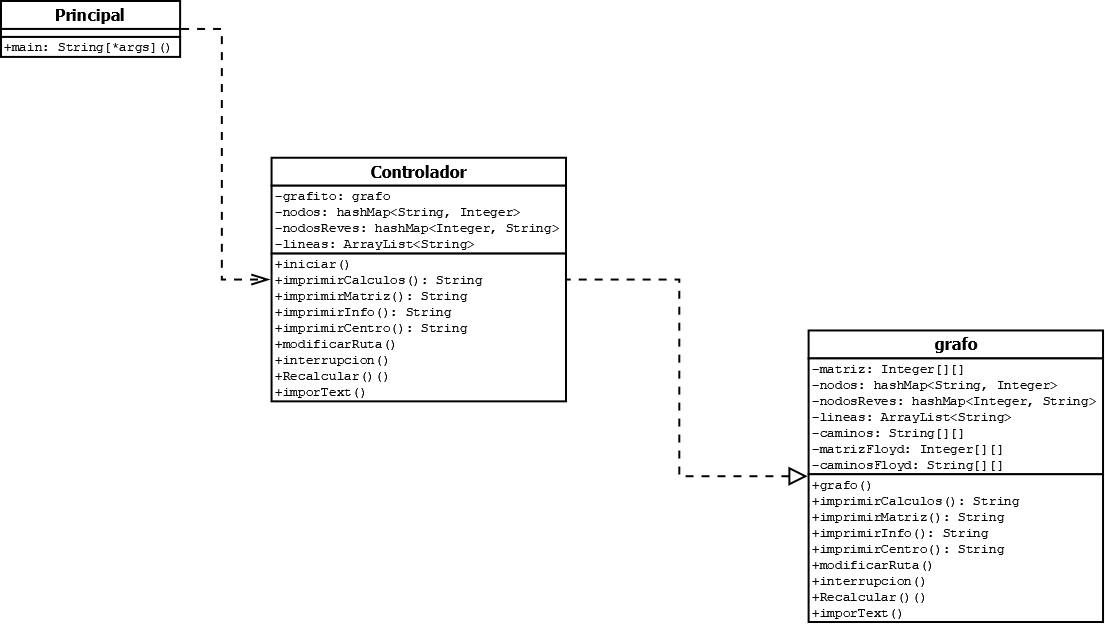 Principal
+main: String[*args]()
Controlador
-grafito: grafo
-nodos: hashMap<String, Integer>
-nodosReves: hashMap<Integer, String>
-lineas: ArrayList<String>
+iniciar()
+imprimirCalculos(): String
+imprimirMatriz(): String
+imprimirInfo(): String
+imprimirCentro(): String
+modificarRuta()
+interrupcion()
+Recalcular()()
+imporText()
grafo
-matriz: Integer[][]
-nodos: hashMap<String, Integer>
-nodosReves: hashMap<Integer, String>
-lineas: ArrayList<String>
-caminos: String[][]
-matrizFloyd: Integer[][]
-caminosFloyd: String[][]
+grafo()
+imprimirCalculos(): String
+imprimirMatriz(): String
+imprimirInfo(): String
+imprimirCentro(): String
+modificarRuta()
+interrupcion()
+Recalcular()()
+imporText()